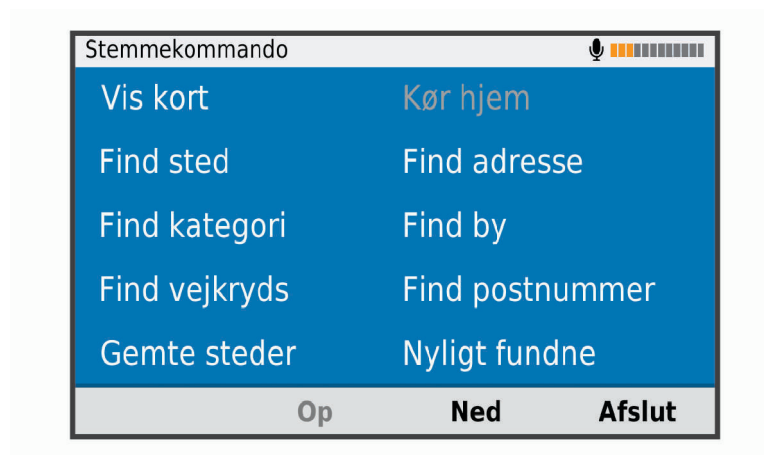 Stemmekommando
Vis kort Kør hjem
Find sted Find adresse
Find kategori Find by
Find vejkryds Find postnummer
Gemte steder Nyligt fundne
Op Ned Afslut